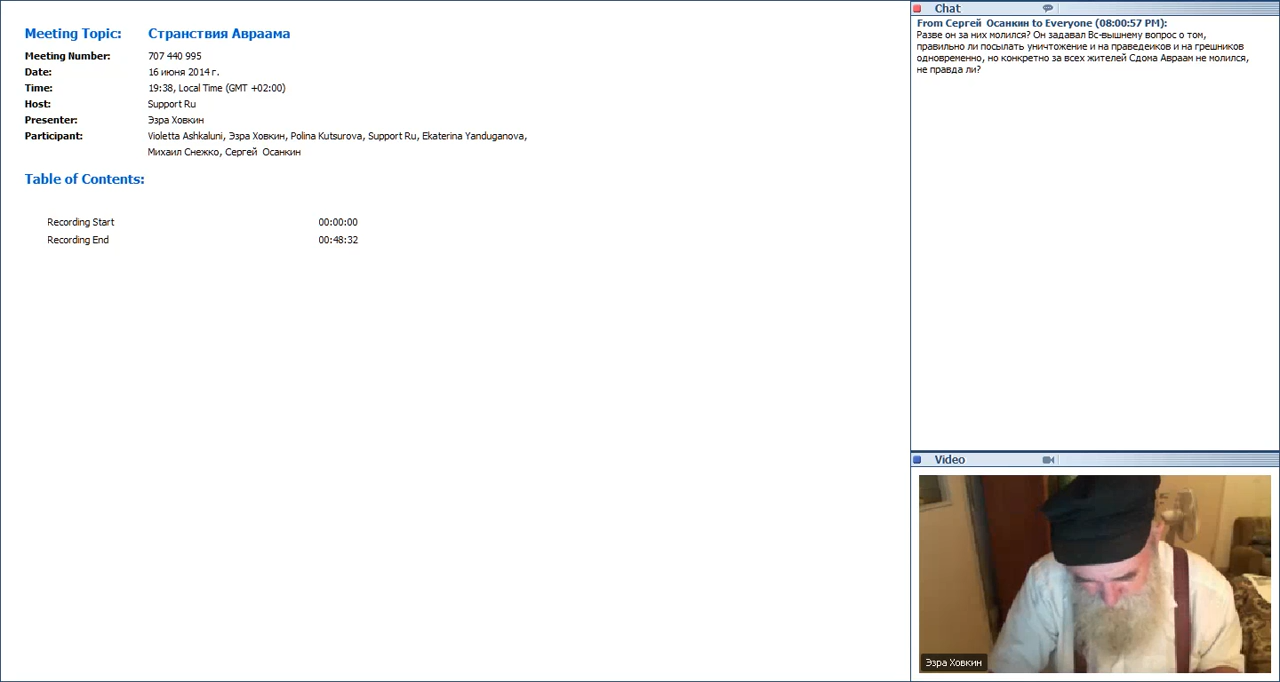 Meeting Topic: Странствия Авраама
Meeting Number: 707 440 995
Date: 16 июня 2014 г.
Time: 19:38, Local Time (GMT +02:00)
Host: Support Ru
Presenter: Эзра Ховкин
Participant: Violetta Ashkaluni, Эзра Ховкин, Polina Kutsurova, Support Ru, Ekaterina Yanduganova,
Михаил Снежко, Сергей Осанкин
Table of Contents:
Recording Start 00:00:00
Recording End 00:48:32
Chat
From Сергей Осанкин to Everyone (08:00:57 PM):
Разве он за них молился? Он задавал Вс-вышнему вопрос о том,
правильно ли посылать уничтожение и на праведеиков и на грешников
одновременно, но конкретно за всех жителей Сдома Авраам не молился,
не правда ли?
Video
Эзра Ховкин